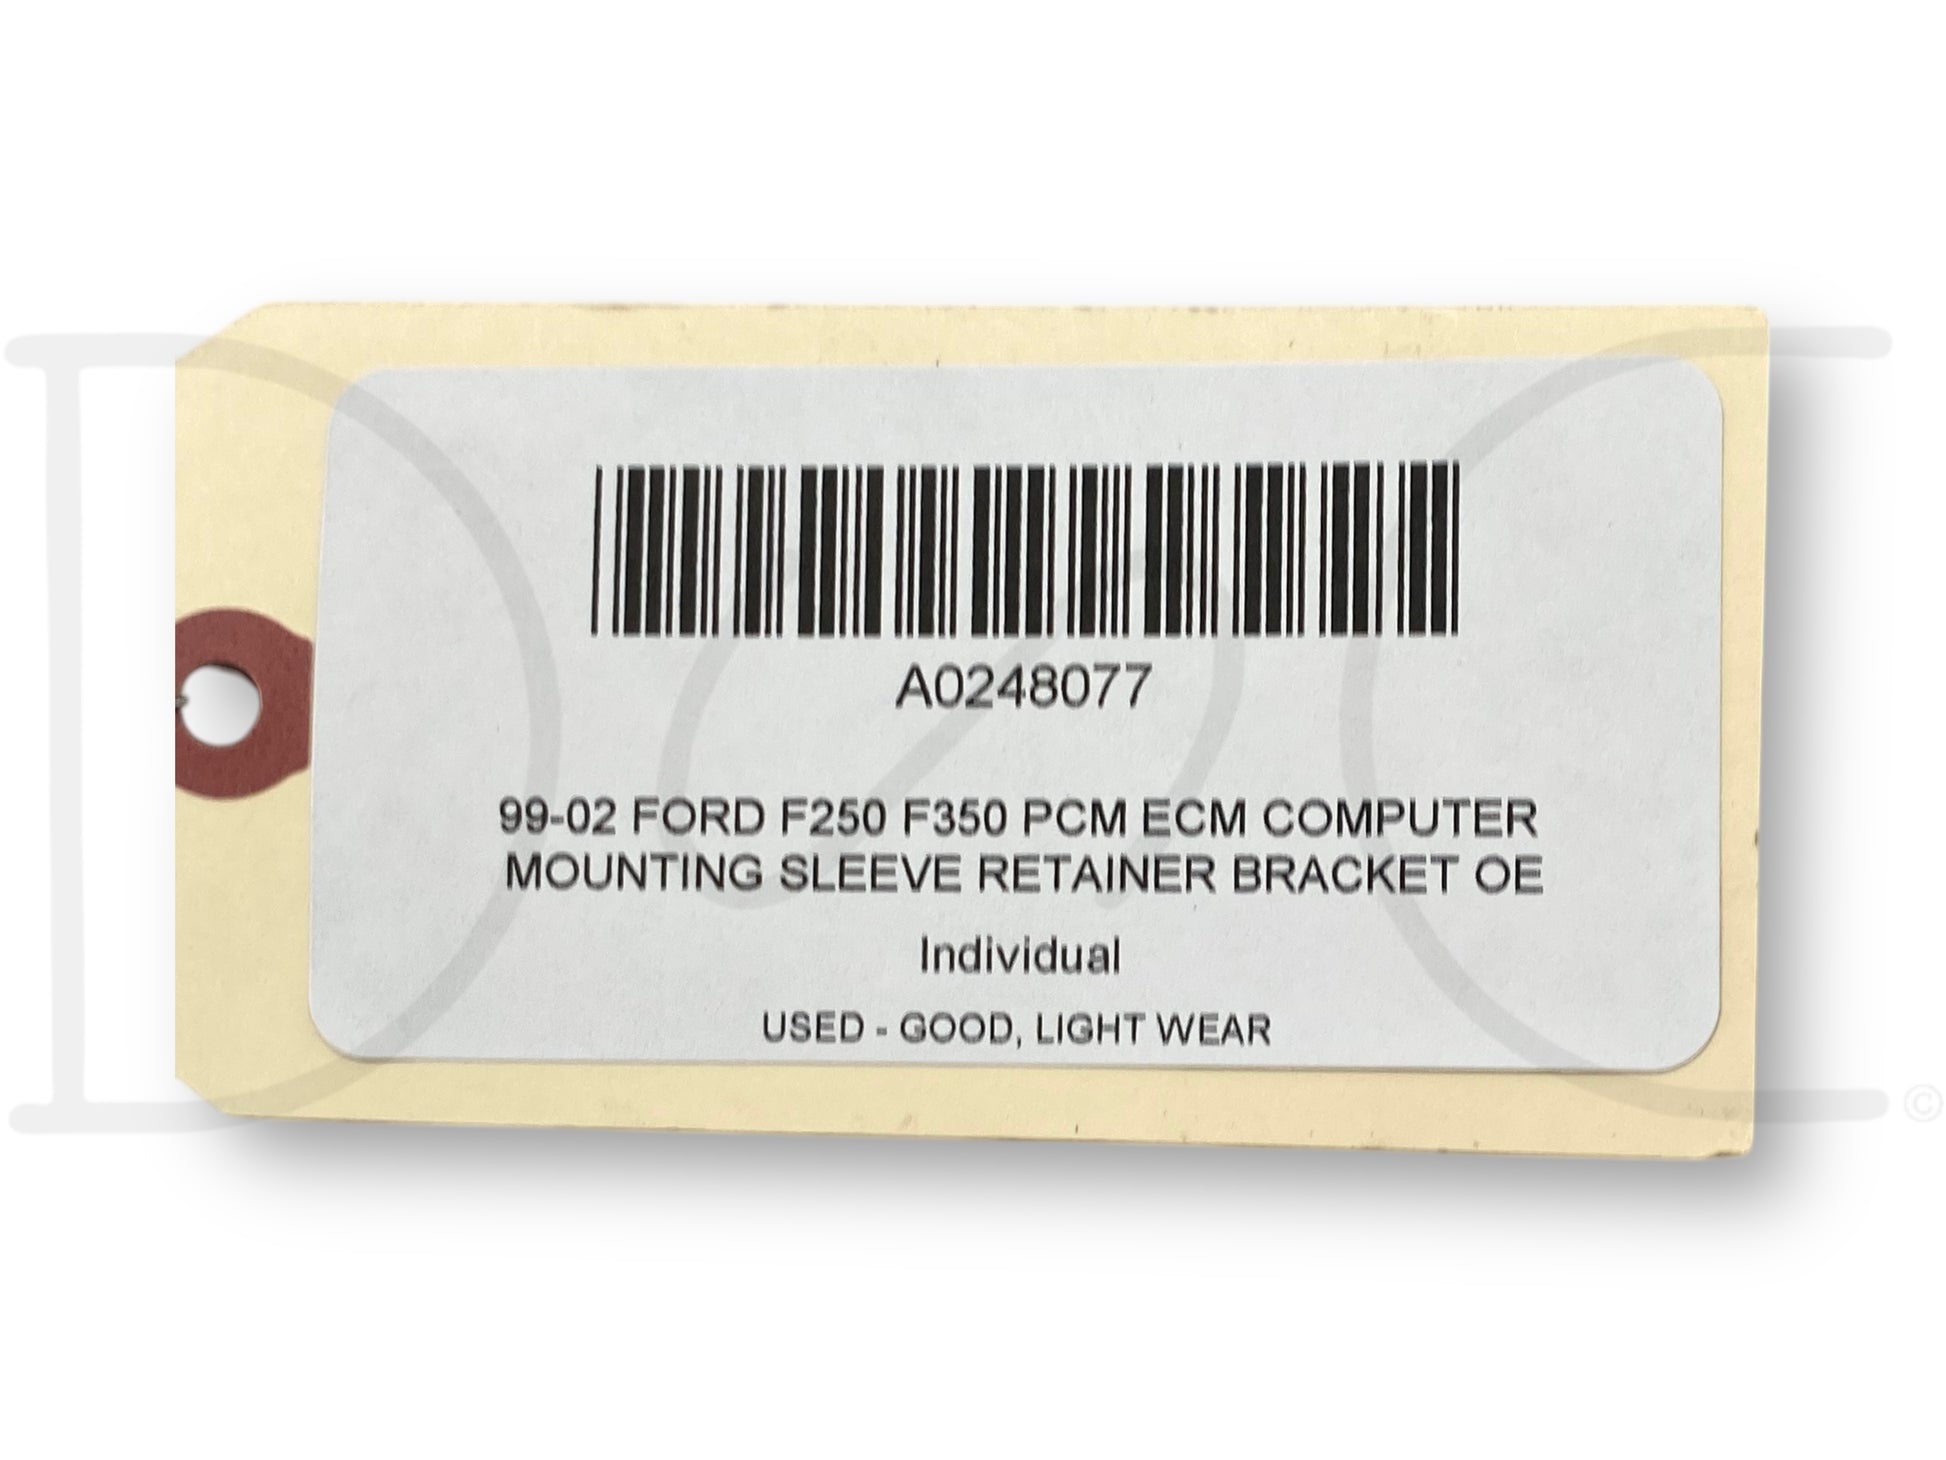 A0248077
99-02 FORD F250 F350 PCM ECM COMPUTER
MOUNTING SLEEVE RETAINER BRACKET OE
Individual
USED - GOOD, LIGHT WEAR
©